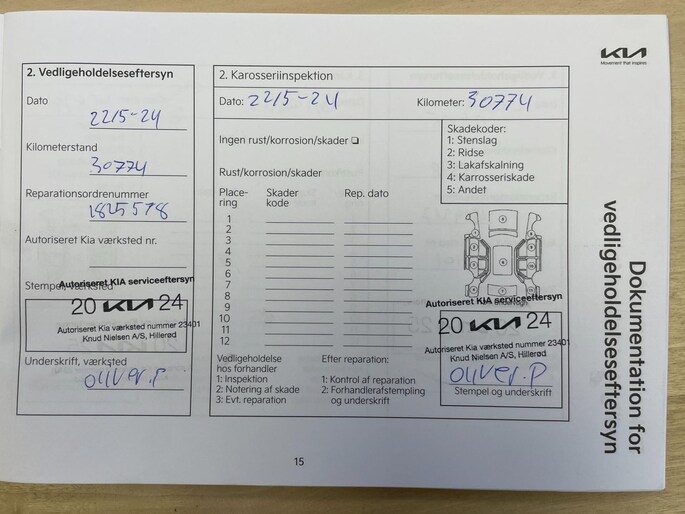 KIA
Movement that inspires
Dokumentation for
vedligeholdelseseftersyn
2. Vedligeholdelseseftersyn
Dato
22/5-24
Kilometerstand
30774
Reparationsordrenummer
1825578
Autoriseret Kia værksted nr.
Stempel, værksted
Autoriseret KIA serviceeftersyn
20 KIA 24
Autoriseret Kia værksted nummer 23401
Knud Nielsen A/S, Hillerød
Underskrift, værksted
Oliver.P
2. Karosseriinspektion
Dato: 22/5-24
Kilometer: 30774
Ingen rust/korrosion/skader
Rust/korrosion/skader
Place-
ring
Skader
kode
Rep. dato
1
2
3
4
5
6
7
8
9
10
11
12
Skadekoder:
1: Stenslag
2: Ridse
3: Lakafskalning
4: Karrosseriskade
5: Andet
Vedligeholdelse
hos forhandler
1: Inspektion
2: Notering af skade
3: Evt. reparation
Efter reparation:
1: Kontrol af reparation
2: Forhandlerafstempling
og underskrift
Autoriseret KIA serviceeftersyn
20 KIA 24
Autoriseret Kia værksted nummer 23401
Knud Nielsen A/S, Hillerød
Oliver.P
Stempel og underskrift
15